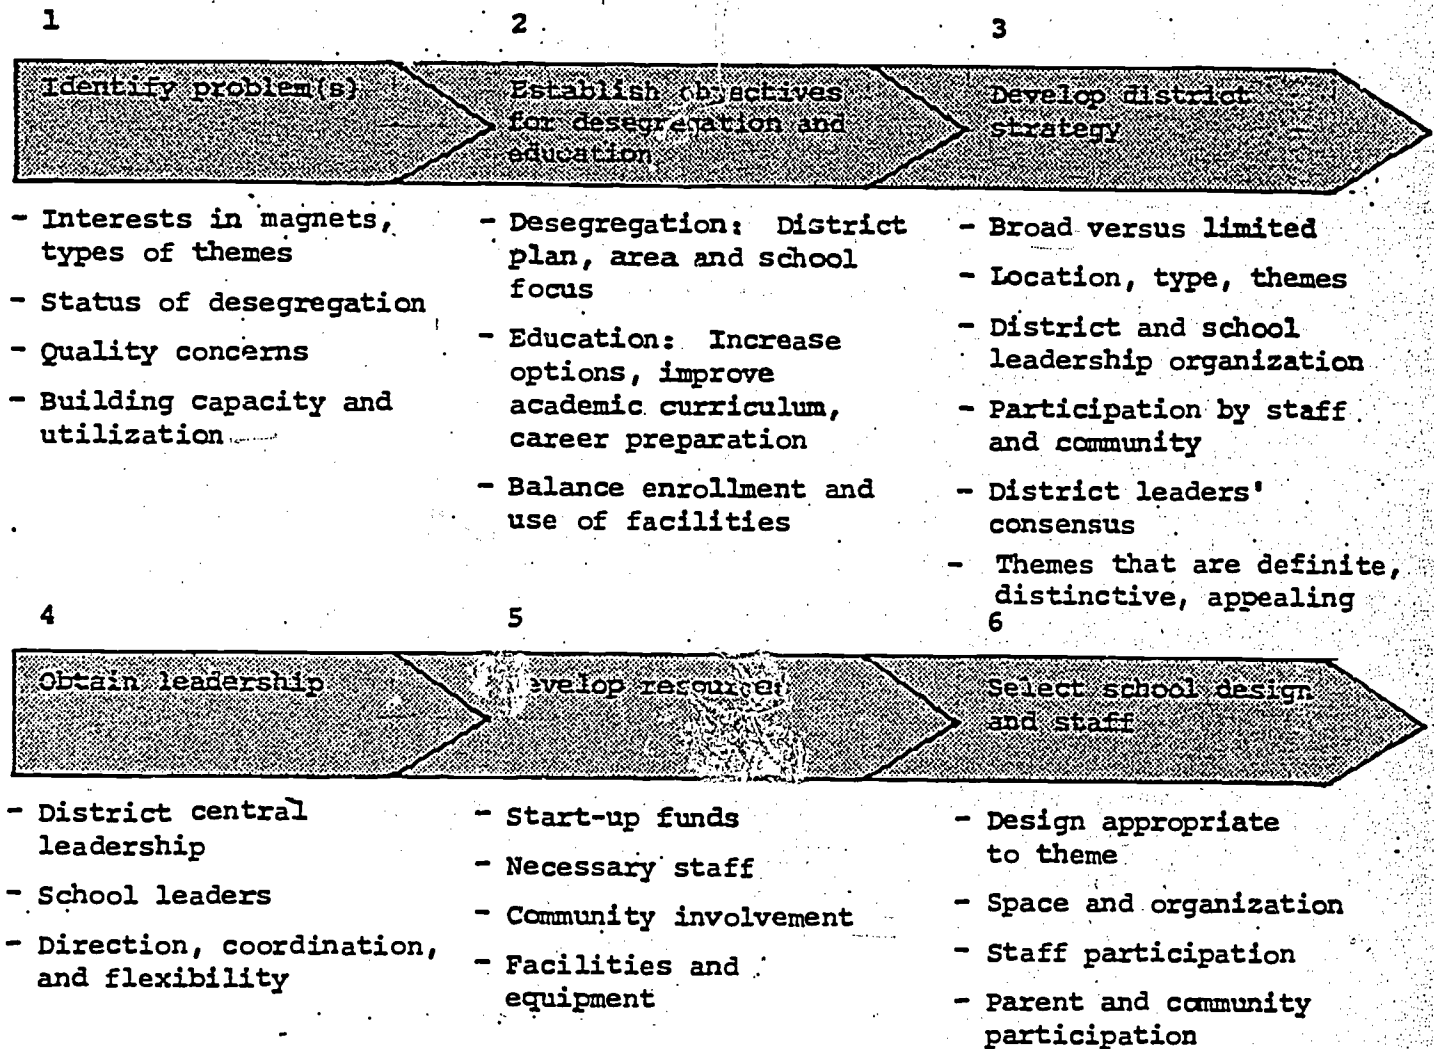 1
Identify problem(s)
- Interests in magnets,
types of themes
- Status of desegregation
- Quality concerns
- Building capacity and
utilization
2
Establish objectives
for desegregation and
education
- Desegregation: District
plan, area and school
focus
- Education: Increase
options, improve
academic curriculum,
career preparation
- Balance enrollment and
use of facilities
3
Develop district
strategy
- Broad versus limited
- Location, type, themes
- District and school
leadership organization
- Participation by staff
and community
- District leaders'
consensus
- Themes that are definite,
distinctive, appealing
4
Obtain leadership
- District central
leadership
- School leaders
- Direction, coordination,
and flexibility
5
Develop resources
- Start-up funds
- Necessary staff
- Community involvement
- Facilities and
equipment
6
Select school design
and staff
- Design appropriate
to theme
- Space and organization
- Staff participation
- Parent and community
participation